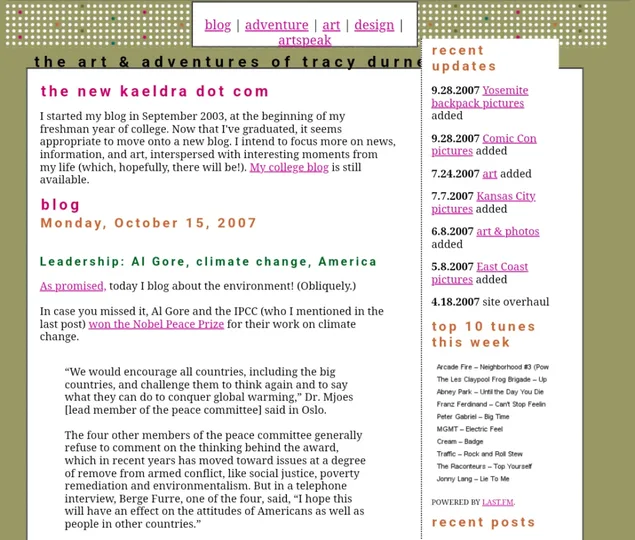 blog | adventure | art | design |
artspeak
the art & adventures of tracy durne
the new kaeldra dot com
I started my blog in September 2003, at the beginning of my
freshman year of college. Now that I've graduated, it seems
appropriate to move onto a new blog. I intend to focus more on news,
information, and art, interspersed with interesting moments from
my life (which, hopefully, there will be!). My college blog is still
available.
blog
Monday, October 15, 2007
Leadership: Al Gore, climate change, America
As promised, today I blog about the environment! (Obliquely.)
In case you missed it, Al Gore and the IPCC (who I mentioned in the
last post) won the Nobel Peace Prize for their work on climate
change.
“We would encourage all countries, including the big
countries, and challenge them to think again and to say
what they can do to conquer global warming,” Dr. Mjoes
[lead member of the peace committee] said in Oslo.
The four other members of the peace committee generally
refuse to comment on the thinking behind the award,
which in recent years has moved toward issues at a degree
of remove from armed conflict, like social justice, poverty
remediation and environmentalism. But in a telephone
interview, Berge Furre, one of the four, said, “I hope this
will have an effect on the attitudes of Americans as well as
people in other countries.”
recent
updates
9.28.2007 Yosemite
backpack pictures
added
9.28.2007 Comic Con
pictures added
7.24.2007 art added
7.7.2007 Kansas City
pictures added
6.8.2007 art & photos
added
5.8.2007 East Coast
pictures added
4.18.2007 site overhaul
top 10 tunes
this week
Arcade Fire – Neighborhood #3 (Pow
The Les Claypool Frog Brigade – Up
Abney Park – Until the Day You Die
Franz Ferdinand – Can't Stop Feelin
Peter Gabriel – Big Time
MGMT – Electric Feel
Cream – Badge
Traffic – Rock and Roll Stew
The Raconteurs – Top Yourself
Jonny Lang – Lie To Me
POWERED BY LAST.FM.
recent posts